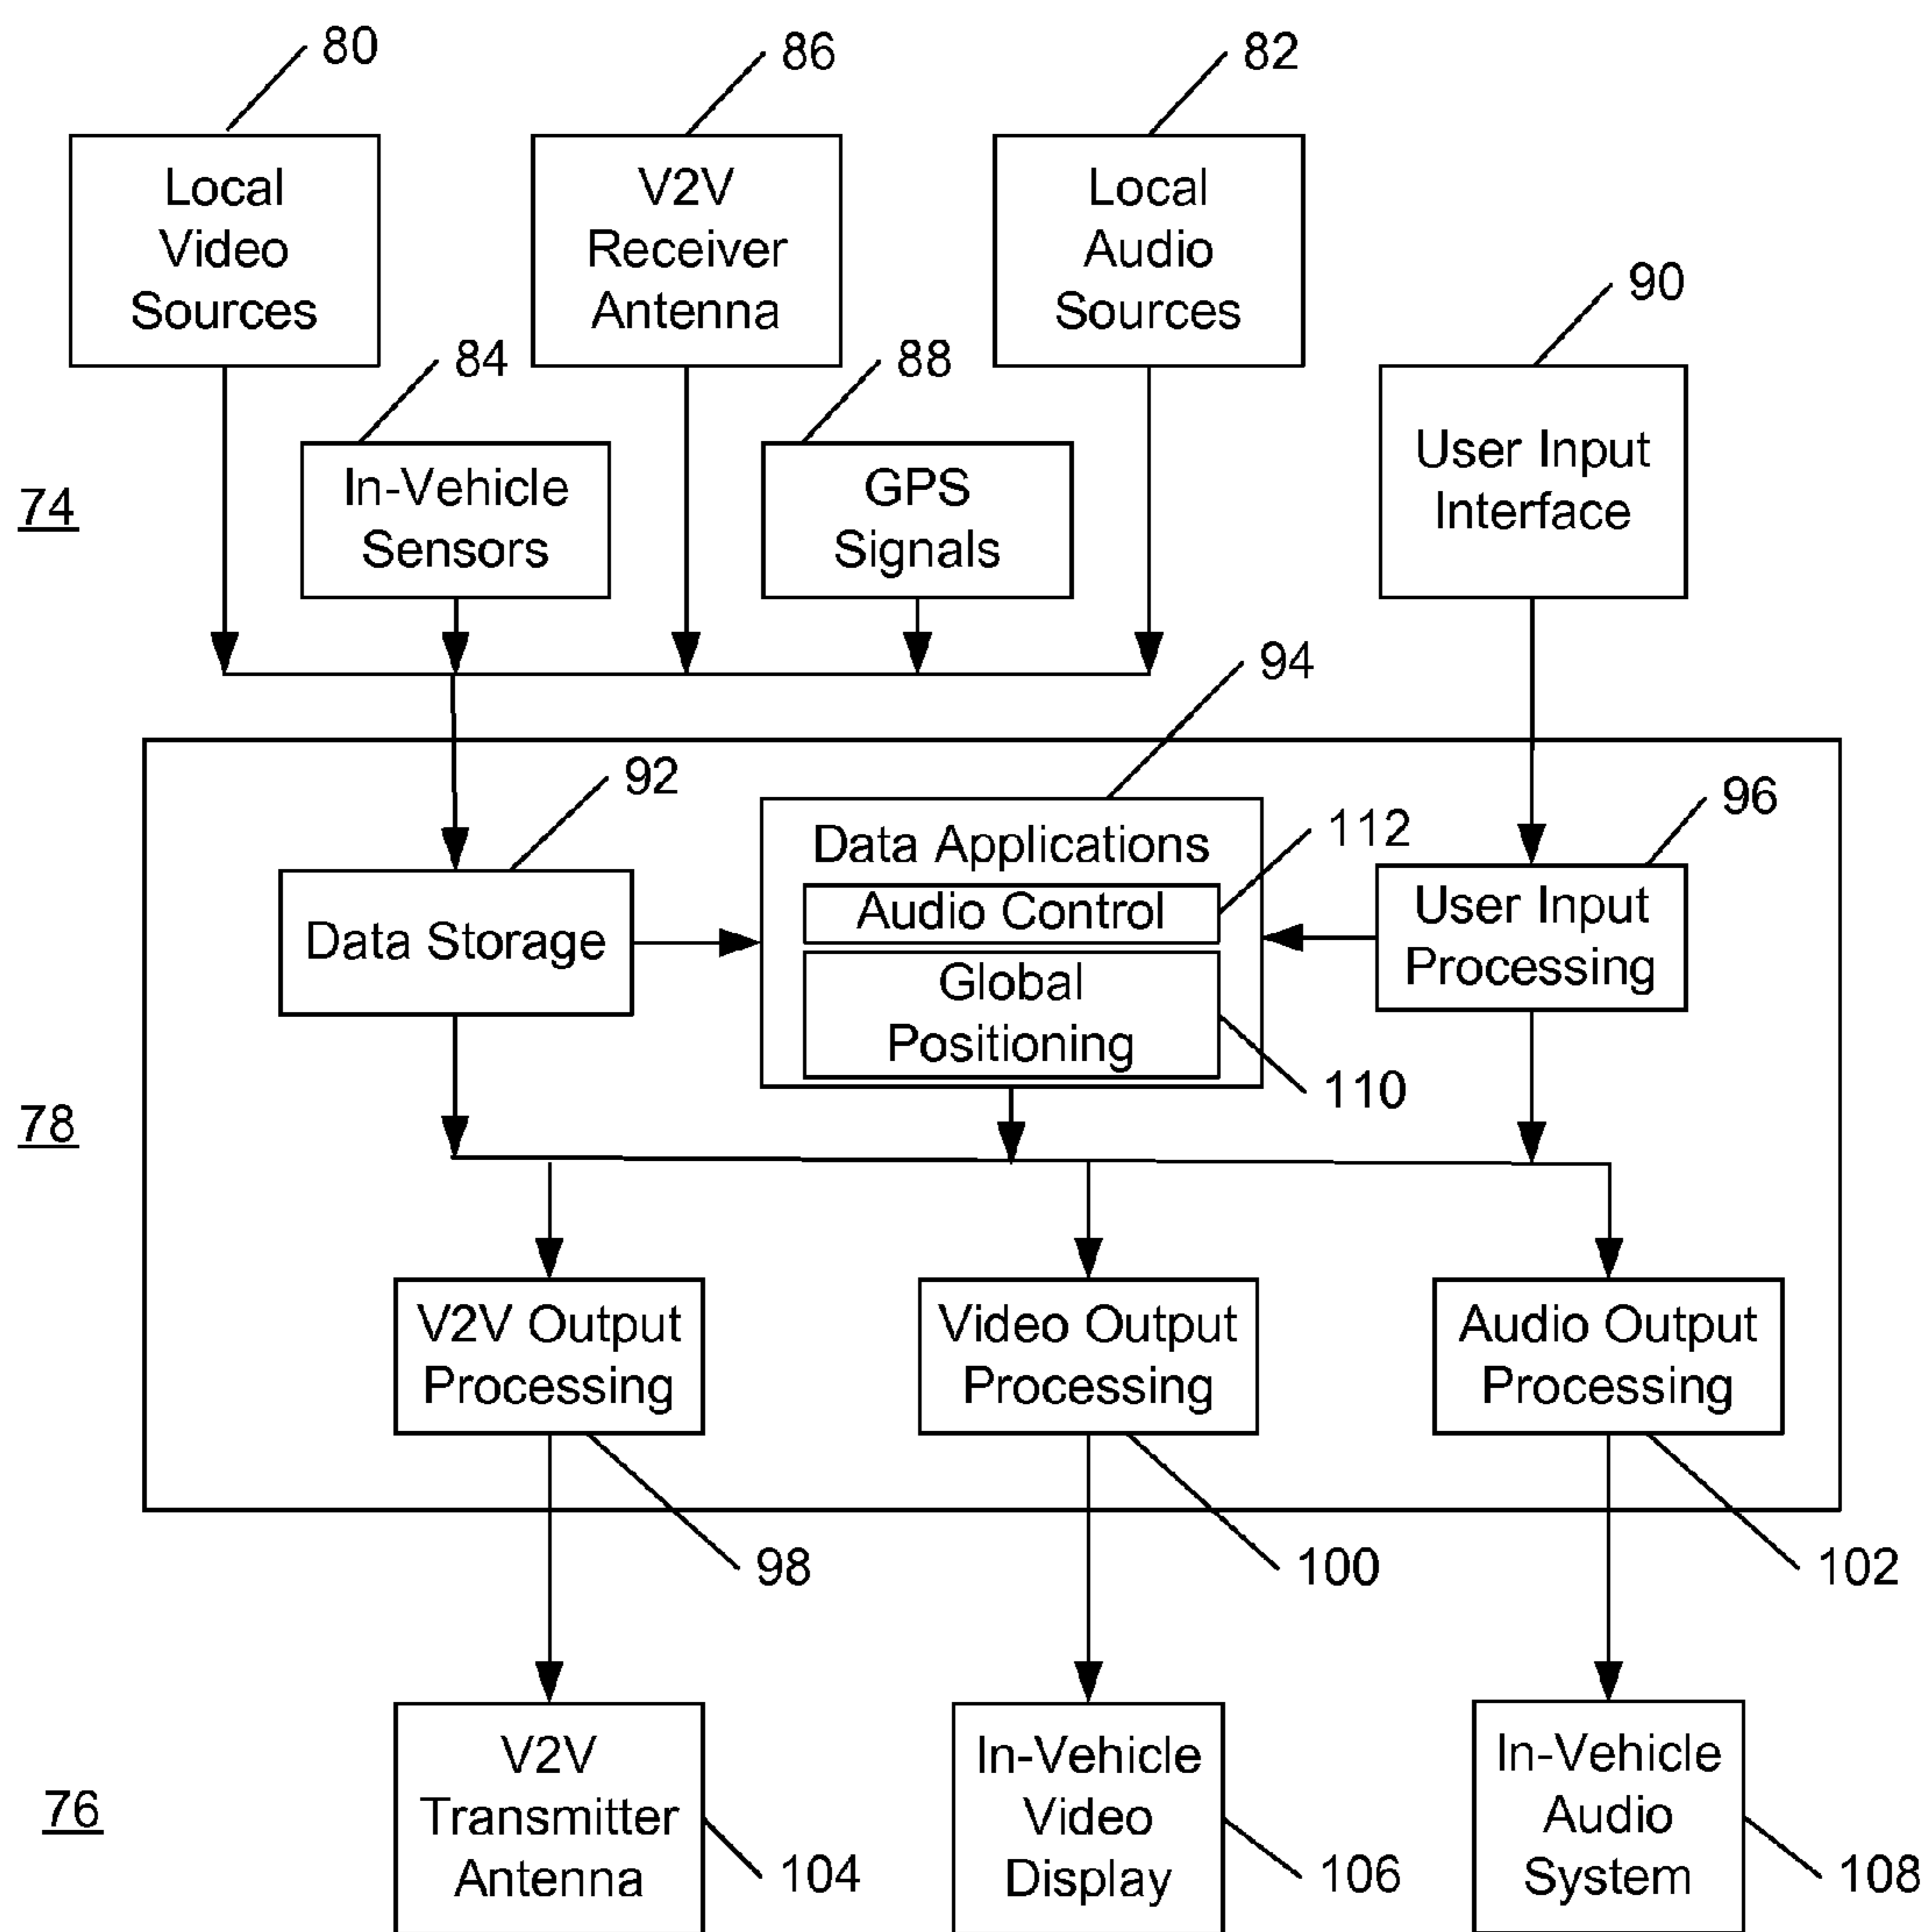 80
86
82
Local
Video
Sources
V2V
Receiver
Antenna
Local
Audio
Sources
90
84
88
In-Vehicle
Sensors
GPS
Signals
User Input
Interface
74
94
92
96
112
Data Applications
Audio Control
Global
Positioning
Data Storage
User Input
Processing
110
78
V2V Output
Processing
Video Output
Processing
Audio Output
Processing
98
100
102
V2V
Transmitter
Antenna
In-Vehicle
Video
Display
In-Vehicle
Audio
System
76
104
106
108